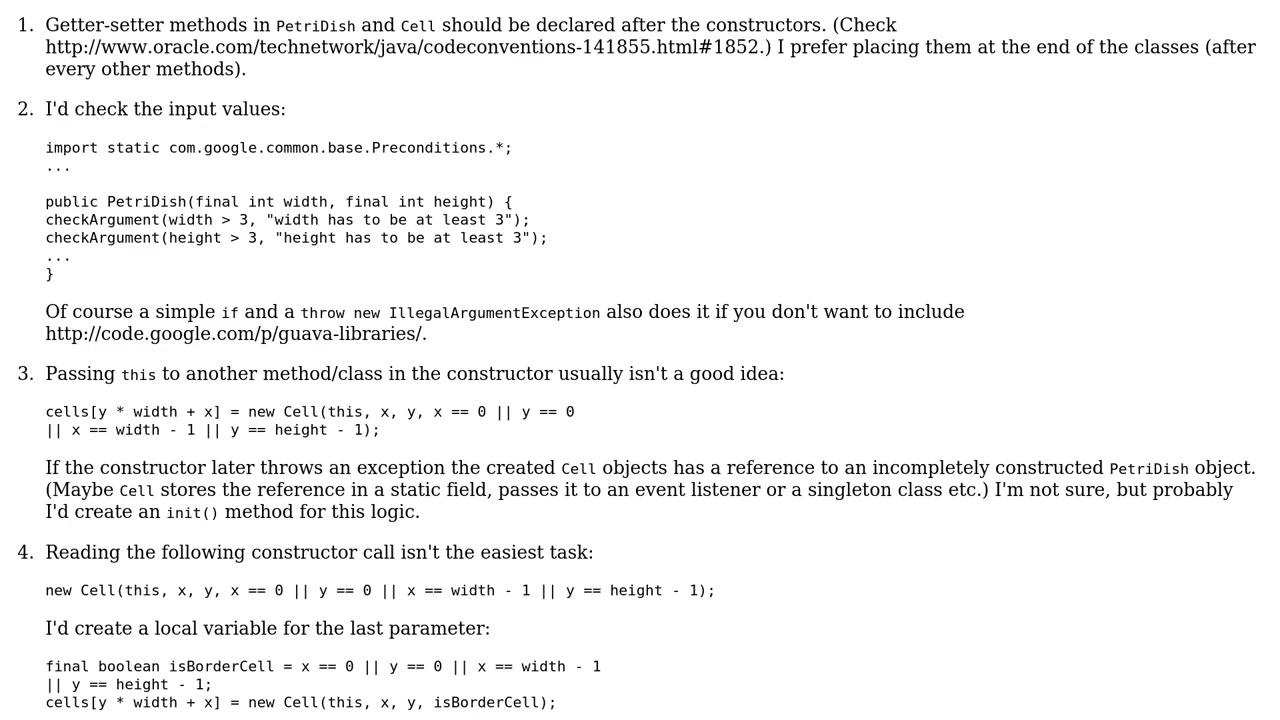 1. Getter-setter methods in PetriDish and Cell should be declared after the constructors. (Check
http://www.oracle.com/technetwork/java/codeconventions-141855.html#1852.) I prefer placing them at the end of the classes (after
every other methods).
2. I'd check the input values:
import static com.google.common.base.Preconditions.*;
...
public PetriDish(final int width, final int height) {
checkArgument(width > 3, "width has to be at least 3");
checkArgument(height > 3, "height has to be at least 3");
...
}
Of course a simple if and a throw new IllegalArgumentException also does it if you don't want to include
http://code.google.com/p/guava-libraries/.
3. Passing this to another method/class in the constructor usually isn't a good idea:
cells[y * width + x] = new Cell(this, x, y, x == 0 || y == 0
|| x == width - 1 || y == height - 1);
If the constructor later throws an exception the created Cell objects has a reference to an incompletely constructed PetriDish object.
(Maybe Cell stores the reference in a static field, passes it to an event listener or a singleton class etc.) I'm not sure, but probably
I'd create an init() method for this logic.
4. Reading the following constructor call isn't the easiest task:
new Cell(this, x, y, x == 0 || y == 0 || x == width - 1 || y == height - 1);
I'd create a local variable for the last parameter:
final boolean isBorderCell = x == 0 || y == 0 || x == width - 1
|| y == height - 1;
cells[y * width + x] = new Cell(this, x, y, isBorderCell);